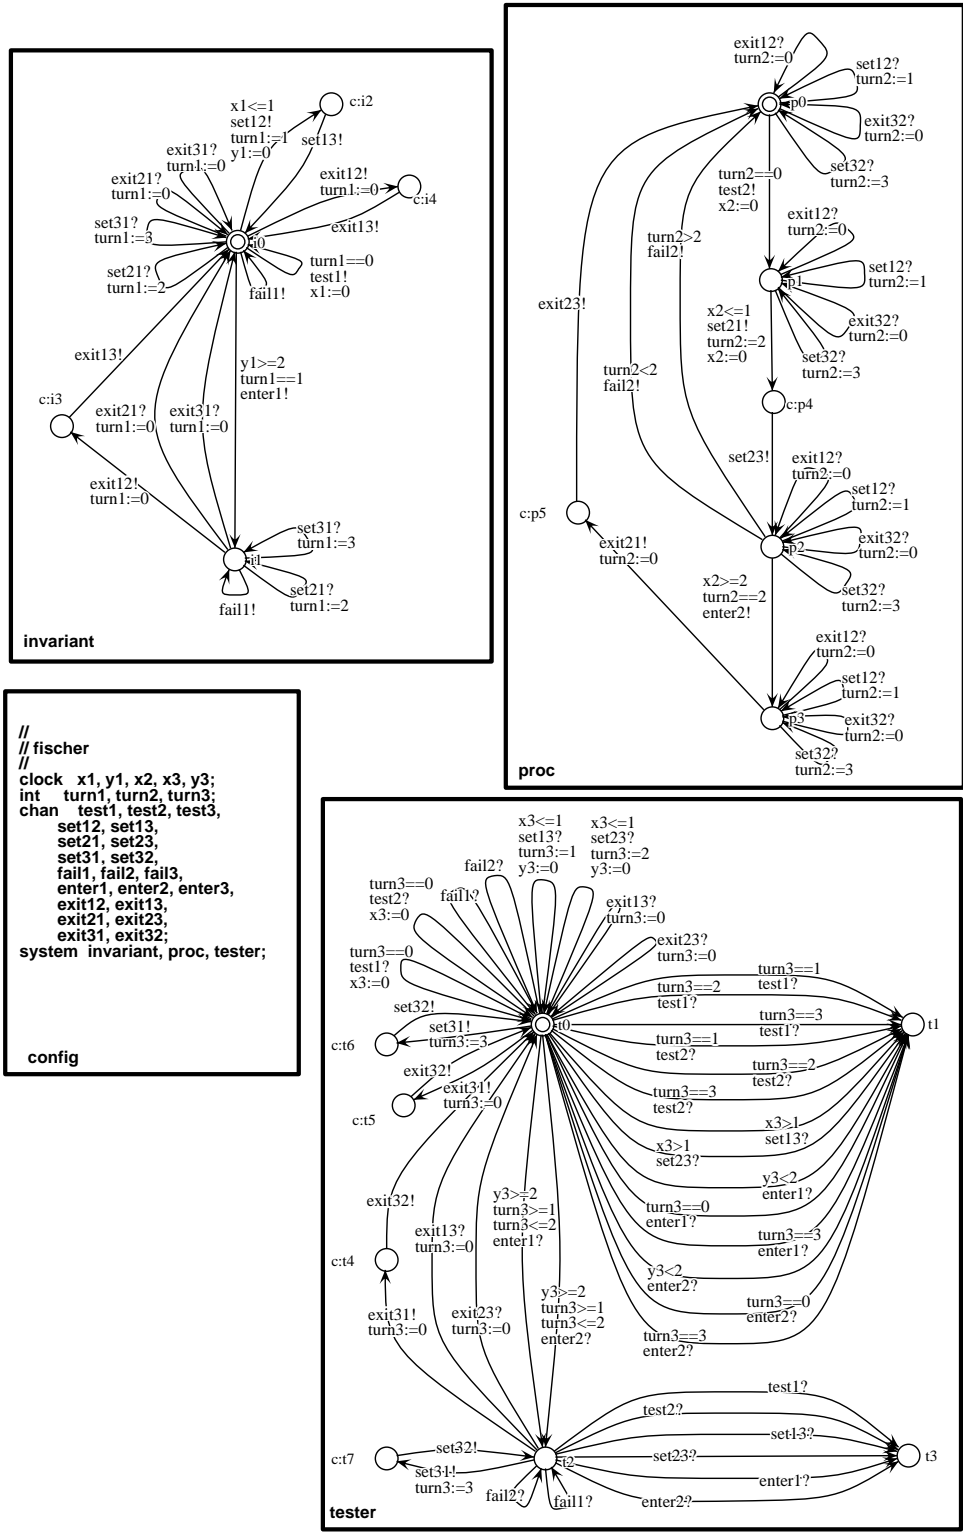 x1<=1
set12!
turn1:=1
y1:=0
c:i2
set13!
exit31?
turn1:=0
exit21?
turn1:=0
exit12!
turn1:=0
c:i4
exit13!
set31?
turn1:=3
i0
set21?
turn1:=2
fail1!
turn1==0
test1!
x1:=0
exit13!
y1>=2
turn1==1
enter1!
c:i3
exit21?
turn1:=0
exit31?
turn1:=0
exit12!
turn1:=0
set31?
turn1:=3
i1
set21?
turn1:=2
fail1!
invariant
exit12?
turn2:=0
set12?
turn2:=1
p0
exit32?
turn2:=0
set32?
turn2:=3
turn2==0
test2!
x2:=0
exit12?
turn2:=0
turn2>2
fail2!
set12?
turn2:=1
p1
exit23!
x2<=1
set21!
turn2:=2
x2:=0
exit32?
turn2:=0
set32?
turn2:=3
turn2<2
fail2!
c:p4
set23!
exit12?
turn2:=0
set12?
turn2:=1
c:p5
exit32?
turn2:=0
p2
exit21!
turn2:=0
x2>=2
turn2==2
enter2!
set32?
turn2:=3
exit12?
turn2:=0
set12?
turn2:=1
p3
exit32?
turn2:=0
set32?
turn2:=3
proc
//
// fischer
//
clock x1, y1, x2, x3, y3;
int turn1, turn2, turn3;
chan test1, test2, test3,
set12, set13,
set21, set23,
set31, set32,
fail1, fail2, fail3,
enter1, enter2, enter3,
exit12, exit13,
exit21, exit23,
exit31, exit32;
system invariant, proc, tester;
config
x3<=1
set13?
turn3:=1
y3:=0
x3<=1
set23?
turn3:=2
y3:=0
fail2?
turn3==0
test2?
x3:=0
fail1?
exit13?
turn3:=0
turn3==0
test1?
x3:=0
exit23?
turn3:=0
turn3==1
test1?
turn3==2
test1?
set32!
turn3==3
test1?
t0
t1
set31!
turn3:=3
c:t6
turn3==1
test2?
turn3==2
test2?
exit32!
exit31!
turn3:=0
c:t5
turn3==3
test2?
x3>1
set13?
x3>1
set23?
y3<2
enter1?
exit32!
y3>=2
turn3>=1
turn3<=2
enter1?
turn3==0
enter1?
exit13?
turn3:=0
turn3==3
enter1?
c:t4
y3<2
enter2?
y3>=2
turn3>=1
turn3<=2
enter2?
turn3==0
enter2?
exit31!
turn3:=0
exit23?
turn3:=0
turn3==3
enter2?
test1?
test2?
set13?
set32!
set23?
c:t7
t2
t3
set31!
turn3:=3
enter1?
fail2?
fail1?
enter2?
tester